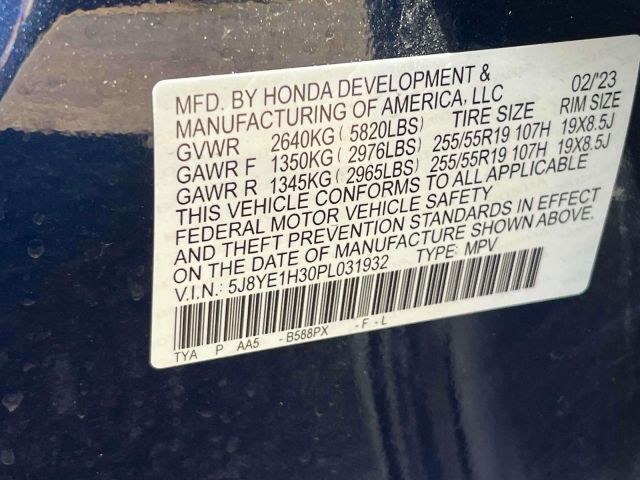 MFD. BY HONDA DEVELOPMENT & 02/'23
MANUFACTURING OF AMERICA, LLC
GVWR 2640KG ( 5820LBS) TIRE SIZE RIM SIZE
GAWR F 1350KG ( 2976LBS) 255/55R19 107H 19X8.5J
GAWR R 1345KG ( 2965LBS) 255/55R19 107H 19X8.5J
THIS VEHICLE CONFORMS TO ALL APPLICABLE
FEDERAL MOTOR VEHICLE SAFETY
AND THEFT PREVENTION STANDARDS IN EFFECT
ON THE DATE OF MANUFACTURE SHOWN ABOVE.
V.I.N.: 5J8YE1H30PL031932 TYPE: MPV
TYA P AA5 - B588PX - F - L